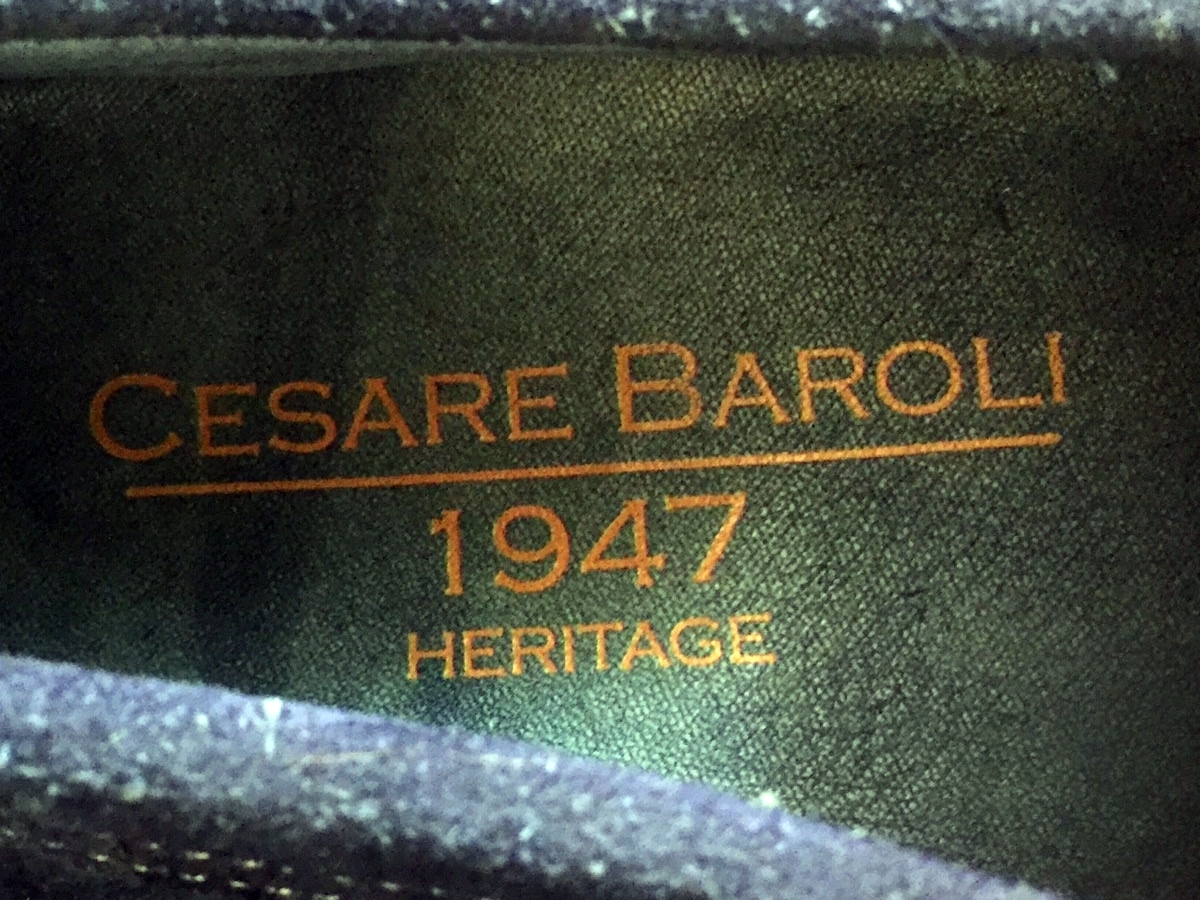 CESARE BAROLI
1947
HERITAGE